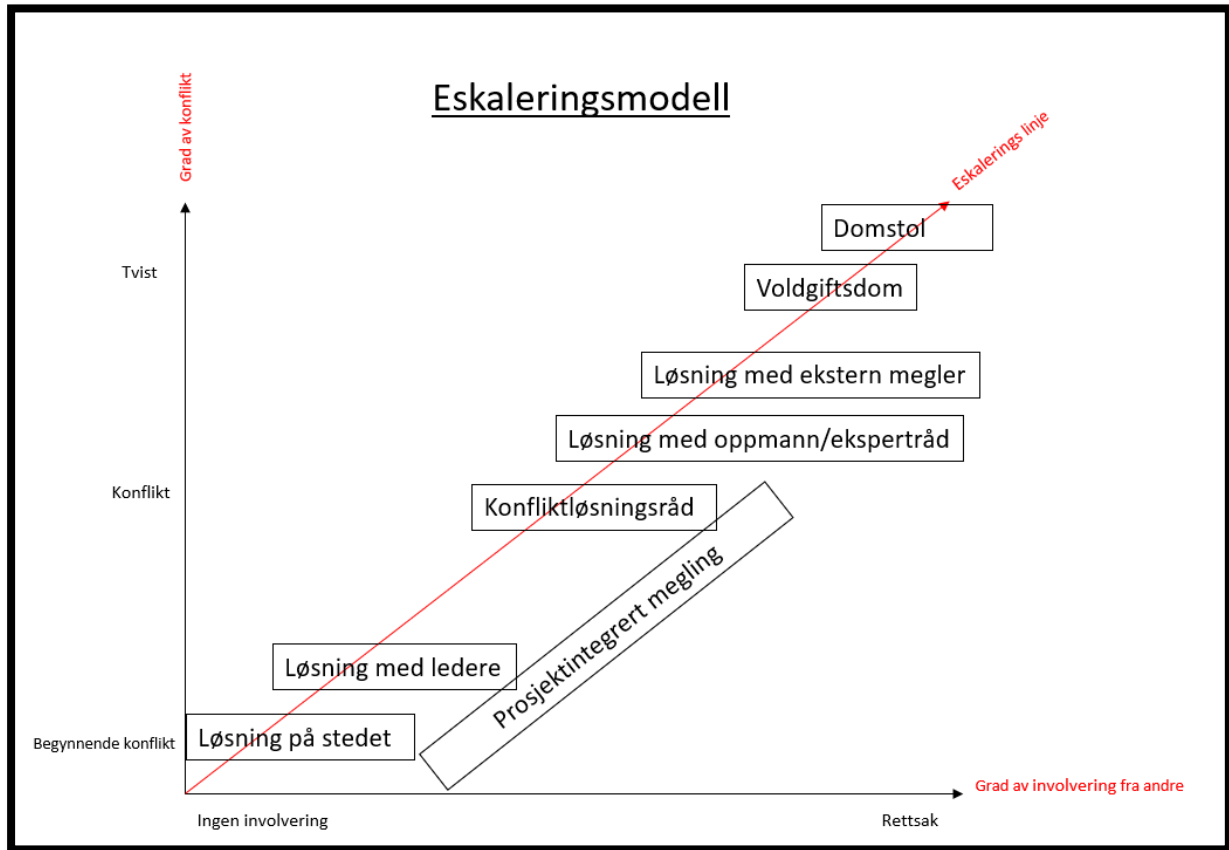 Eskaleringsmodell
Grad av konflikt
Eskalerings linje
Domstol
Tvist
Voldgiftsdom
Løsning med ekstern megler
Løsning med oppmann/ekspertråd
Konflikt
Konfliktløsningsråd
Prosjektintegrert megling
Løsning med ledere
Begynnende konflikt
Løsning på stedet
Grad av involvering fra andre
Ingen involvering
Rettsak